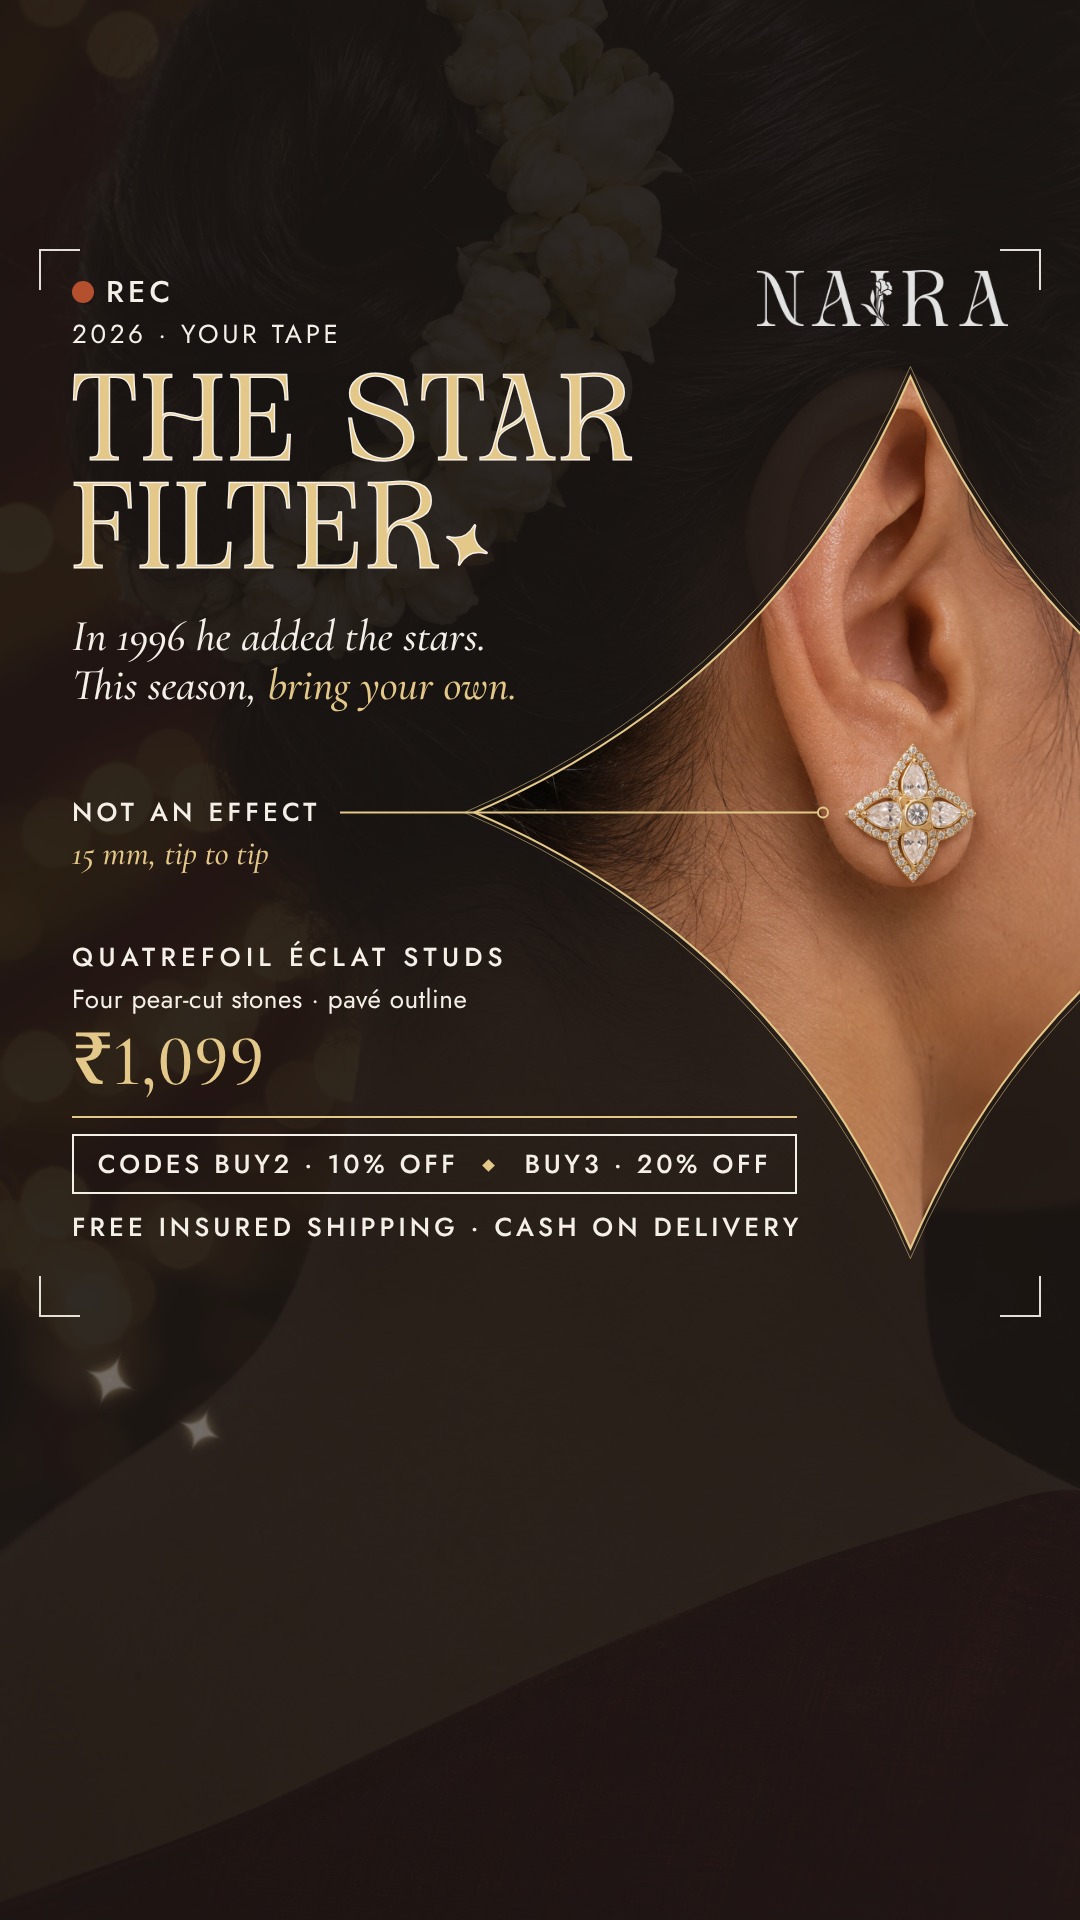 REC
NAIRA
2026 · YOUR TAPE
THE STAR
FILTER
In 1996 he added the stars.
This season, bring your own.
NOT AN EFFECT
15 mm, tip to tip
QUATREFOIL ÉCLAT STUDS
Four pear-cut stones · pavé outline
₹1,099
CODES BUY2 · 10% OFF ◆ BUY3 · 20% OFF
FREE INSURED SHIPPING · CASH ON DELIVERY